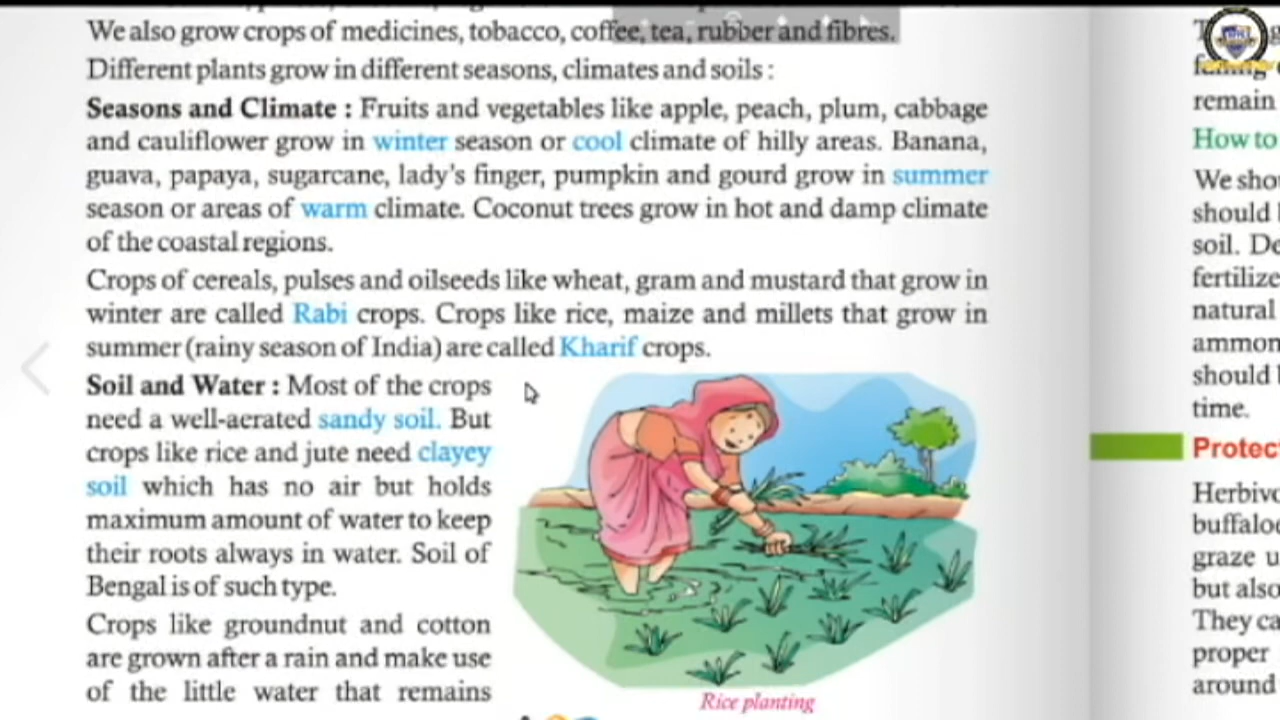 We also grow crops of medicines, tobacco, coffee, tea, rubber and fibres.
Different plants grow in different seasons, climates and soils :
Seasons and Climate : Fruits and vegetables like apple, peach, plum, cabbage
and cauliflower grow in winter season or cool climate of hilly areas. Banana,
guava, papaya, sugarcane, lady's finger, pumpkin and gourd grow in summer
season or areas of warm climate. Coconut trees grow in hot and damp climate
of the coastal regions.
Crops of cereals, pulses and oilseeds like wheat, gram and mustard that grow in
winter are called Rabi crops. Crops like rice, maize and millets that grow in
summer (rainy season of India) are called Kharif crops.
Soil and Water : Most of the crops
need a well-aerated sandy soil. But
crops like rice and jute need clayey
soil which has no air but holds
maximum amount of water to keep
their roots always in water. Soil of
Bengal is of such type.
Crops like groundnut and cotton
are grown after a rain and make use
of the little water that remains
Rice planting
remain
How to
We shou
should
soil. De
fertilize
natural
ammon
should
time.
Protec
Herbivo
buffaloe
graze u
but also
They ca
proper
around